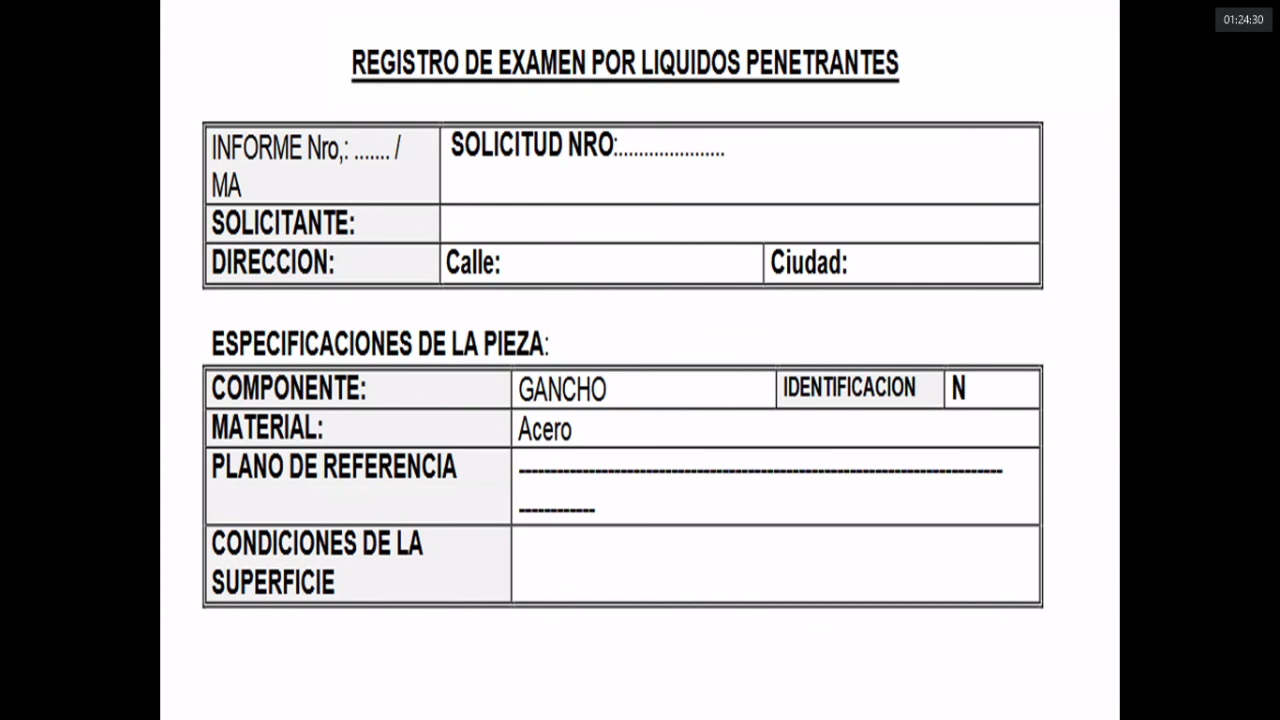 01:24:30
REGISTRO DE EXAMEN POR LIQUIDOS PENETRANTES
INFORME Nro,: ....... /
MA
SOLICITUD NRO:.....................
SOLICITANTE:
DIRECCION:
Calle:
Ciudad:
ESPECIFICACIONES DE LA PIEZA:
COMPONENTE:
GANCHO
IDENTIFICACION
N
MATERIAL:
Acero
PLANO DE REFERENCIA
----------------------------------------------------------------------------
------------
CONDICIONES DE LA
SUPERFICIE